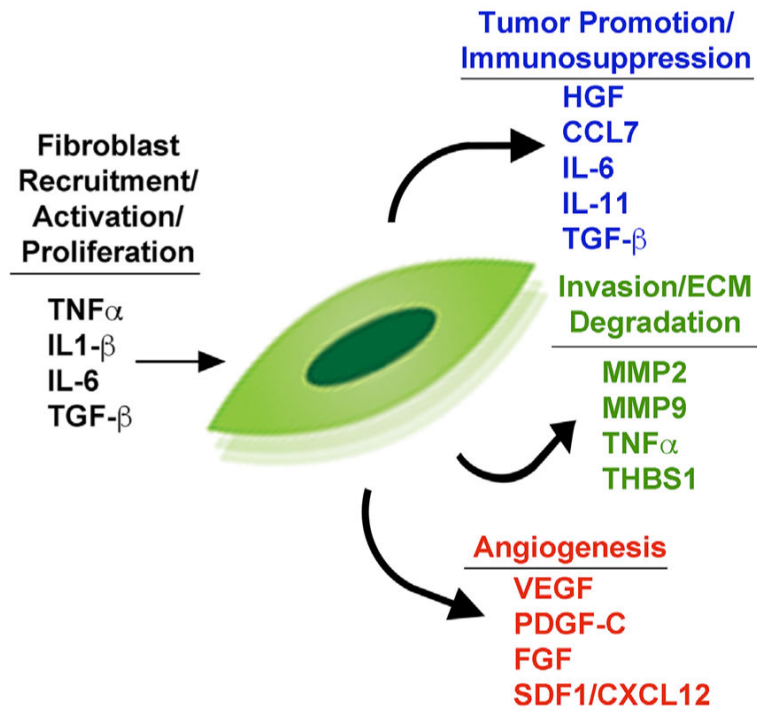 Fibroblast
Recruitment/
Activation/
Proliferation
TNFα
IL1-β
IL-6
TGF-β
Tumor Promotion/
Immunosuppression
HGF
CCL7
IL-6
IL-11
TGF-β
Invasion/ECM
Degradation
MMP2
MMP9
TNFα
THBS1
Angiogenesis
VEGF
PDGF-C
FGF
SDF1/CXCL12